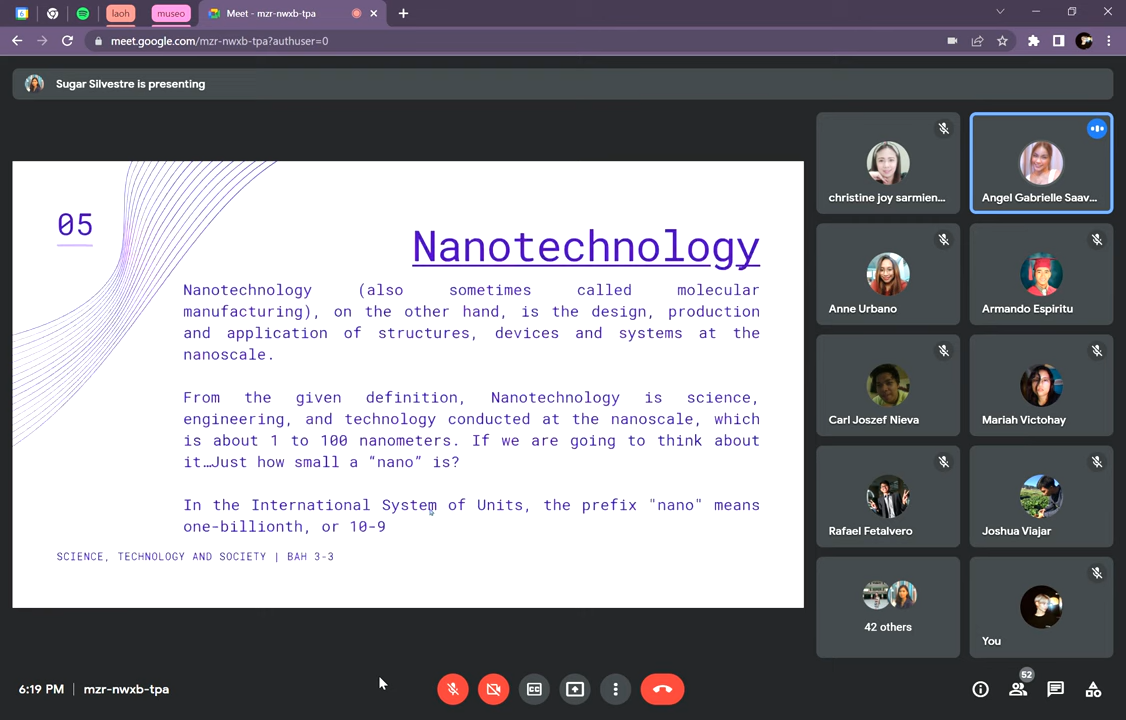 laoh
museo
Meet - mzr-nwxb-tpa
meet.google.com/mzr-nwxb-tpa?authuser=0
Sugar Silvestre is presenting
05
Nanotechnology
Nanotechnology (also sometimes called molecular
manufacturing), on the other hand, is the design, production
and application of structures, devices and systems at the
nanoscale.
From the given definition, Nanotechnology is science,
engineering, and technology conducted at the nanoscale, which
is about 1 to 100 nanometers. If we are going to think about
it…Just how small a “nano” is?
In the International System of Units, the prefix "nano" means
one-billionth, or 10-9
SCIENCE, TECHNOLOGY AND SOCIETY | BAH 3-3
christine joy sarmien...
Angel Gabrielle Saav...
Anne Urbano
Armando Espiritu
Carl Joszef Nieva
Mariah Victohay
Rafael Fetalvero
Joshua Viajar
42 others
You
6:19 PM | mzr-nwxb-tpa
52